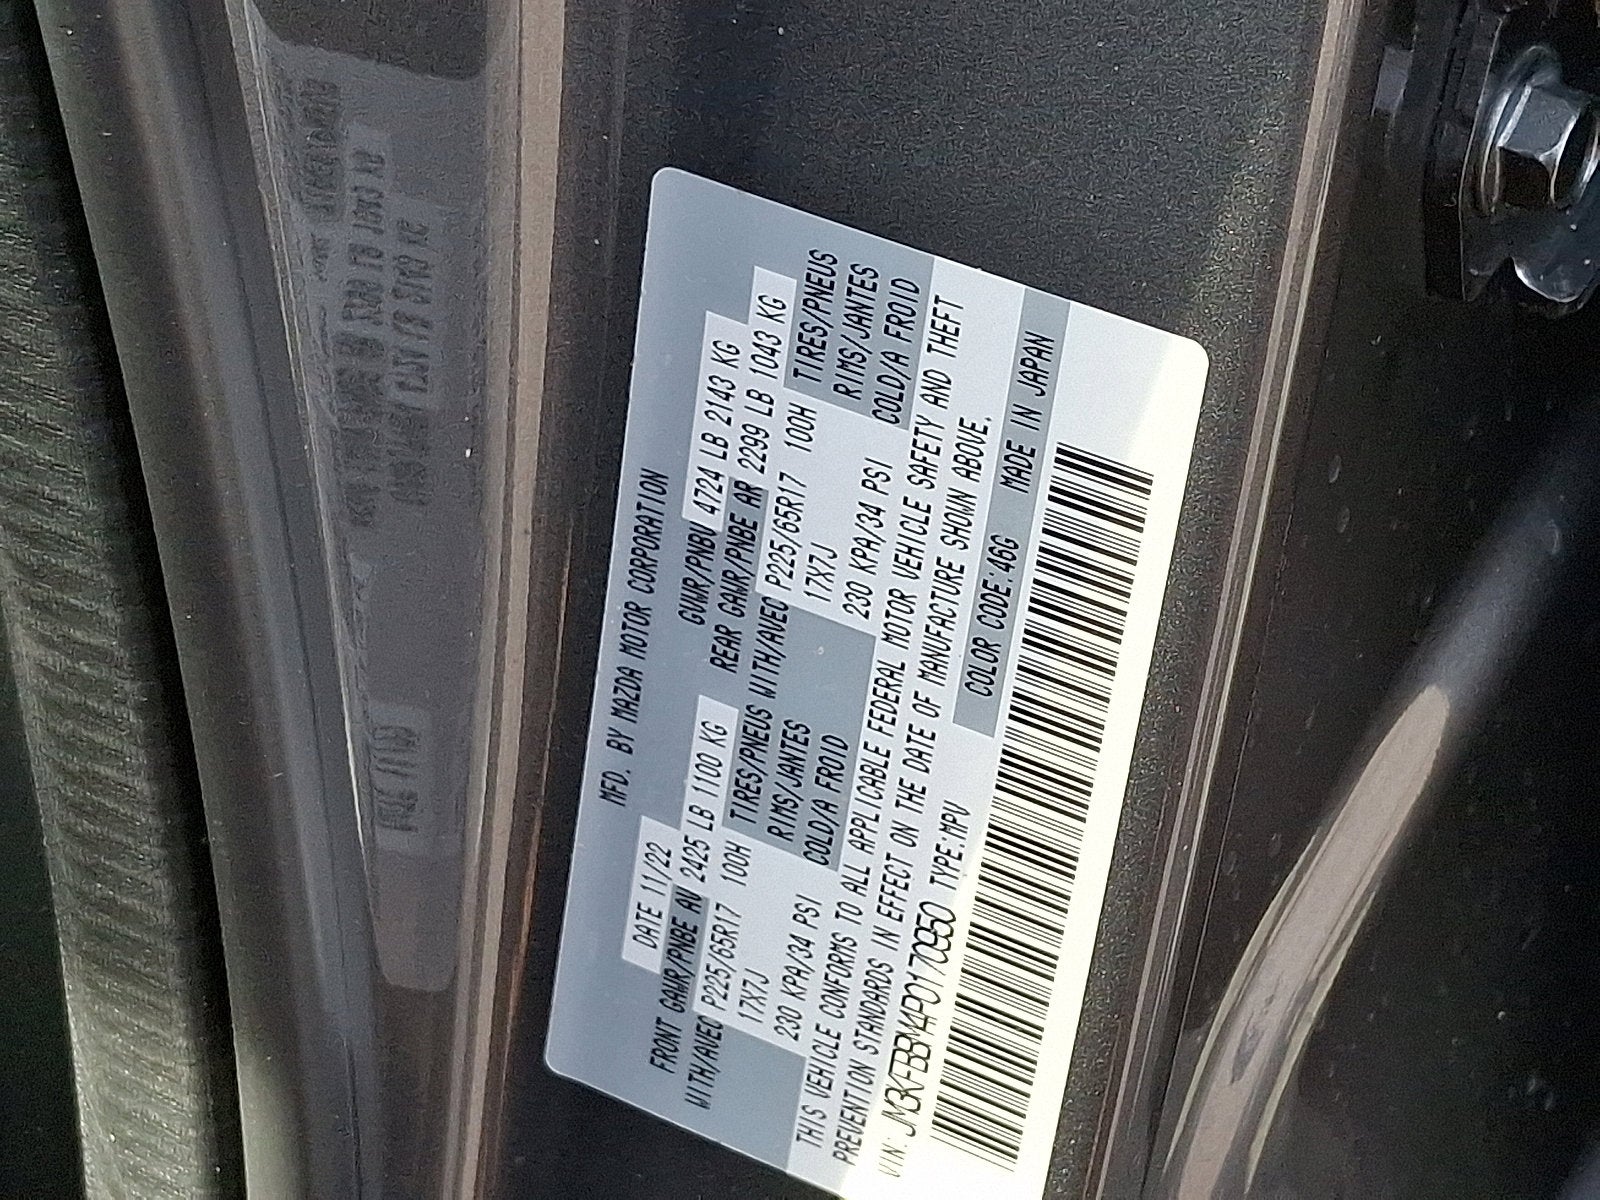 MFD. BY MAZDA MOTOR CORPORATION
DATE 11/22 GVWR/PNBV 4724 LB 2143 KG
FRONT GAWR/PNBE AV 2425 LB 1100 KG REAR GAWR/PNBE AR 2299 LB 1043 KG
WITH/AVEC P225/65R17 100H TIRES/PNEUS WITH/AVEC P225/65R17 100H TIRES/PNEUS
17X7J RIMS/JANTES 17X7J RIMS/JANTES
230 KPA/34 PSI COLD/A FROID 230 KPA/34 PSI COLD/A FROID
THIS VEHICLE CONFORMS TO ALL APPLICABLE FEDERAL MOTOR VEHICLE SAFETY AND THEFT
PREVENTION STANDARDS IN EFFECT ON THE DATE OF MANUFACTURE SHOWN ABOVE.
VIN: JM3KFBBM4P0170950 TYPE:MPV COLOR CODE:46G MADE IN JAPAN